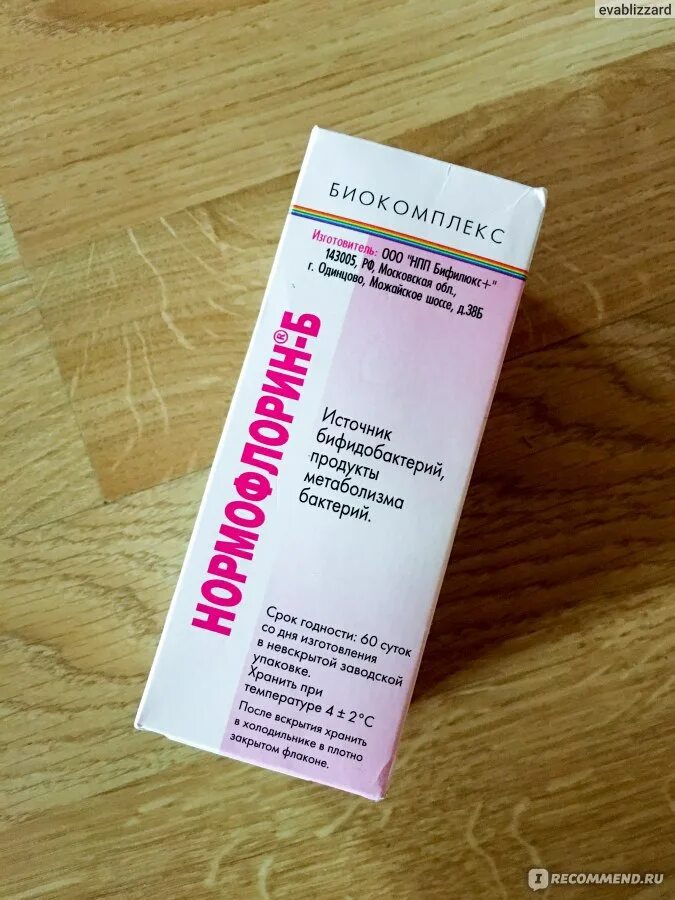 evablizzard
БИОКОМПЛЕКС
Изготовитель: ООО "НПП Бифилюкс+"
143005, РФ, Московская обл.,
г. Одинцово, Можайское шоссе, д.38Б
НОРМОФЛОРИН®-Б
Источник
бифидобактерий,
продукты
метаболизма
бактерий.
Срок годности: 60 суток
со дня изготовления
в невскрытой заводской
упаковке.
Хранить при
температуре 4 ± 2°С
После вскрытия хранить
в холодильнике в плотно
закрытом флаконе.
IRECOMMEND.RU